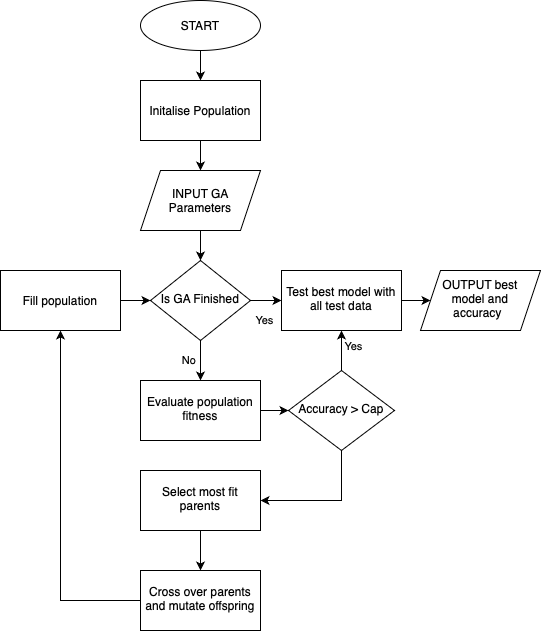 START
Initalise Population
INPUT GA
Parameters
Fill population
Is GA Finished
Yes
Test best model with
all test data
OUTPUT best
model and
accuracy
No
Yes
Evaluate population
fitness
Accuracy > Cap
Select most fit
parents
Cross over parents
and mutate offspring